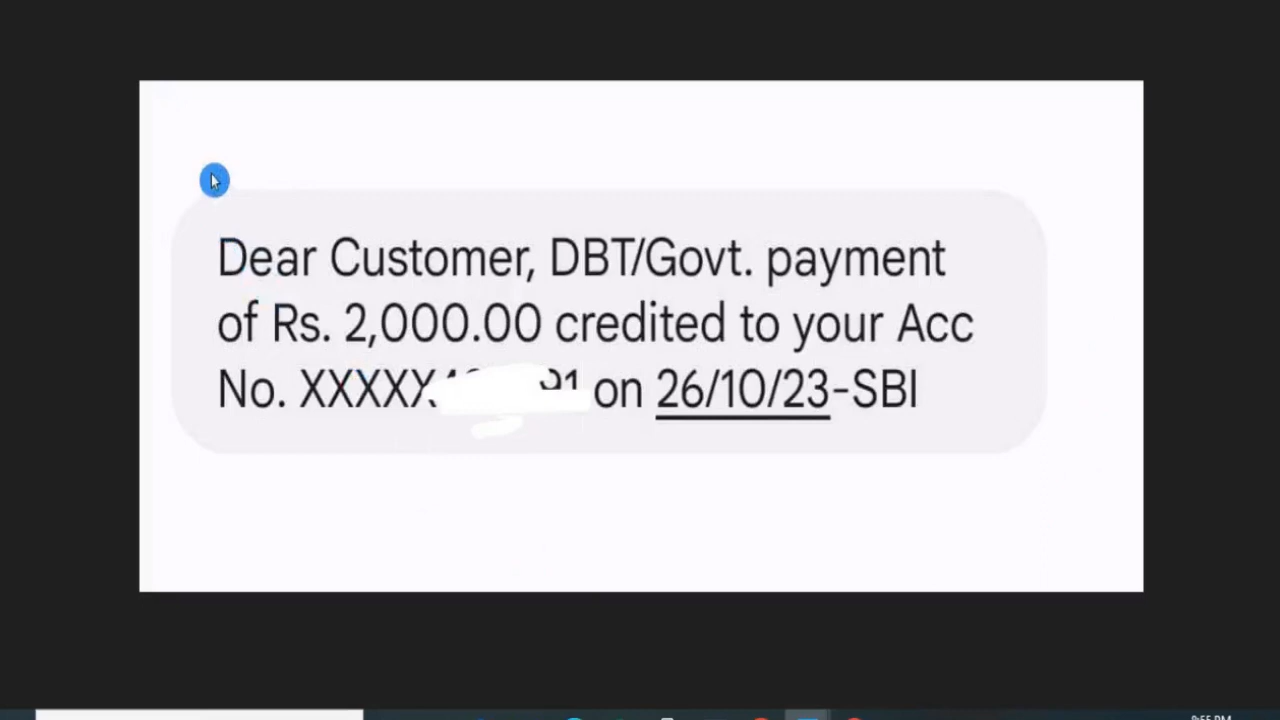 Dear Customer, DBT/Govt. payment
of Rs. 2,000.00 credited to your Acc
No. on 26/10/23-SBI